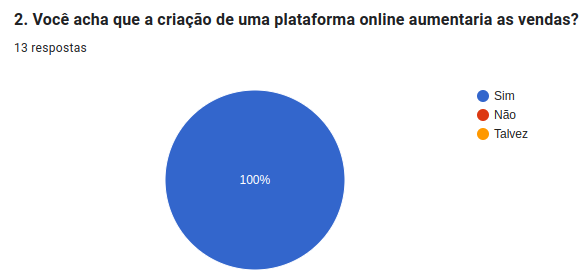 2. Você acha que a criação de uma plataforma online aumentaria as vendas?
13 respostas
Sim
Não
Talvez
100%